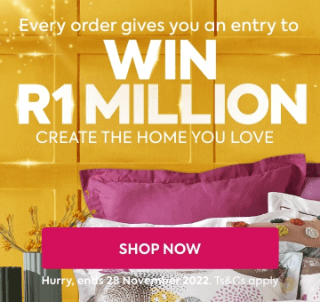 Every order gives you an entry to
WIN
R1 MILLION
CREATE THE HOME YOU LOVE
SHOP NOW
Hurry, ends 28 November 2022. Ts&Cs apply